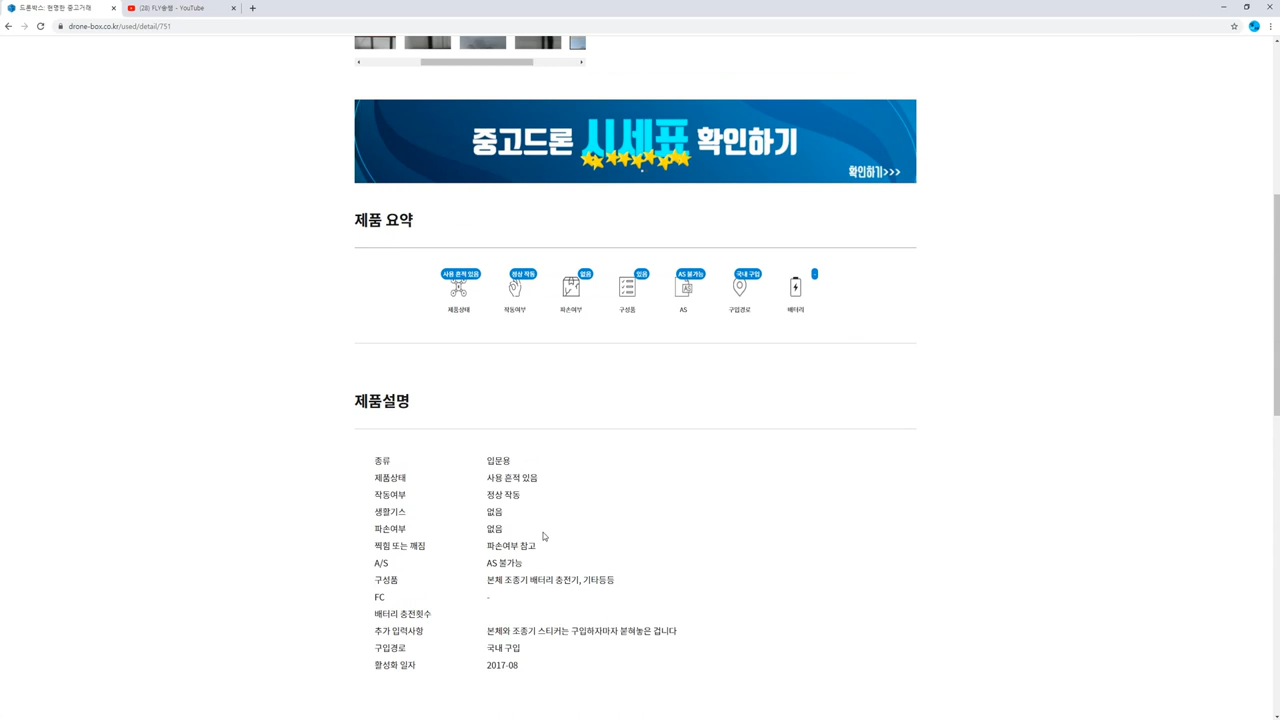 드론박스: 현명한 중고거래
(28) FLY송쌤 - YouTube
drone-box.co.kr/used/detail/751
중고드론 시세표 확인하기
확인하기>>>
제품 요약
사용 흔적 있음 정상 작동 없음 있음 AS 불가능 국내 구입 -
AS
제품상태 작동여부 파손여부 구성품 AS 구입경로 배터리
제품설명
종류 입문용
제품상태 사용 흔적 있음
작동여부 정상 작동
생활기스 없음
파손여부 없음
찍힘 또는 깨짐 파손여부 참고
A/S AS 불가능
구성품 본체 조종기 배터리 충전기, 기타등등
FC -
배터리 충전횟수
추가 입력사항 본체와 조종기 스티커는 구입하자마자 붙혀놓은 겁니다
구입경로 국내 구입
활성화 일자 2017-08